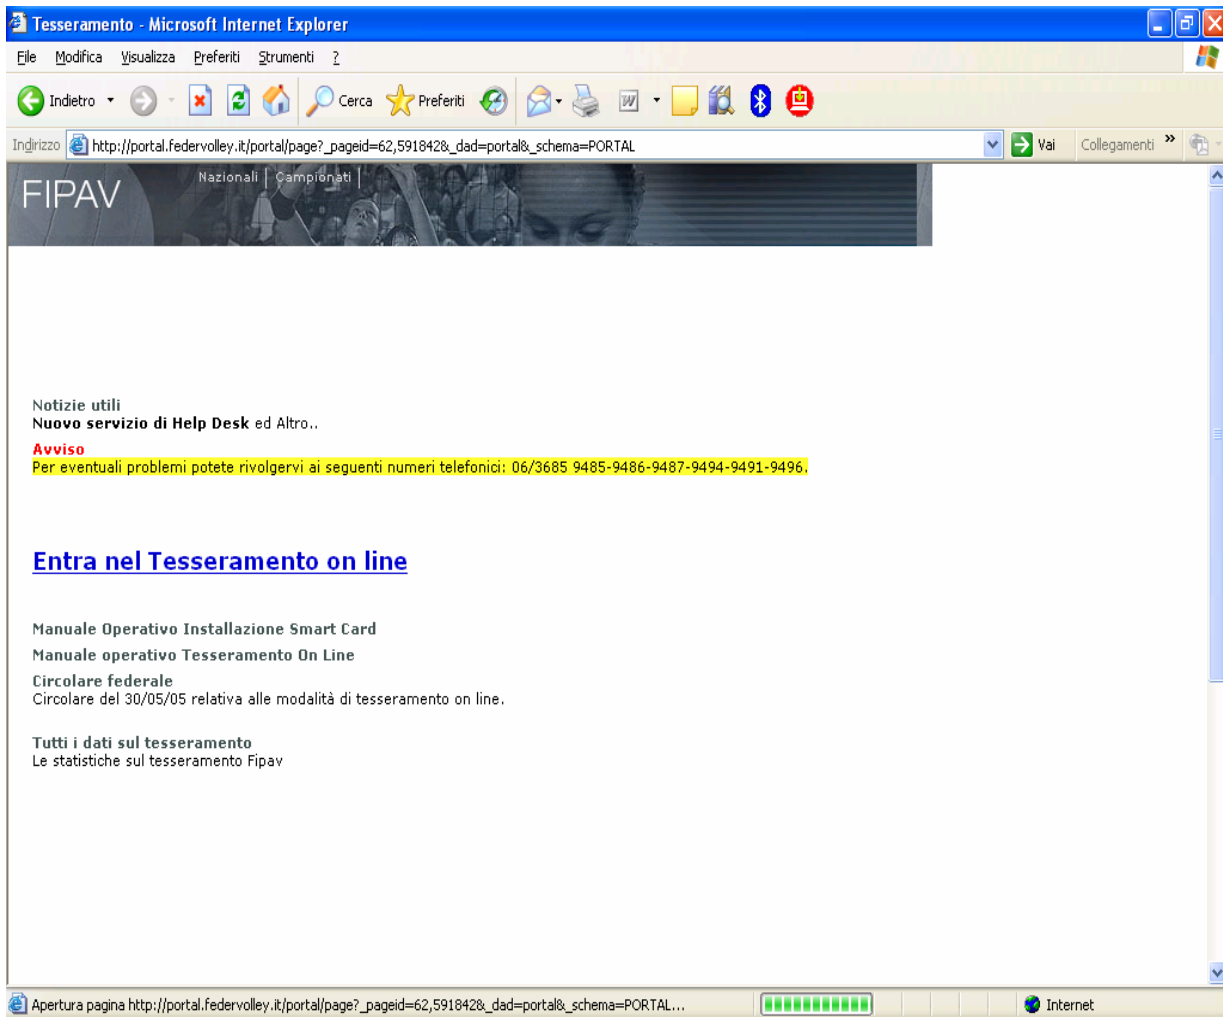 Tesseramento - Microsoft Internet Explorer
File Modifica Visualizza Preferiti Strumenti ?
Indietro Cerca Preferiti
Indirizzo http://portal.federvolley.it/portal/page?_pageid=62,591842&_dad=portal&_schema=PORTAL Vai Collegamenti »
FIPAV Nazionali | Campionati |
Notizie utili
Nuovo servizio di Help Desk ed Altro..
Avviso
Per eventuali problemi potete rivolgervi ai seguenti numeri telefonici: 06/3685 9485-9486-9487-9494-9491-9496.
Entra nel Tesseramento on line
Manuale Operativo Installazione Smart Card
Manuale operativo Tesseramento On Line
Circolare federale
Circolare del 30/05/05 relativa alle modalità di tesseramento on line.
Tutti i dati sul tesseramento
Le statistiche sul tesseramento Fipav
Apertura pagina http://portal.federvolley.it/portal/page?_pageid=62,591842&_dad=portal&_schema=PORTAL... Internet